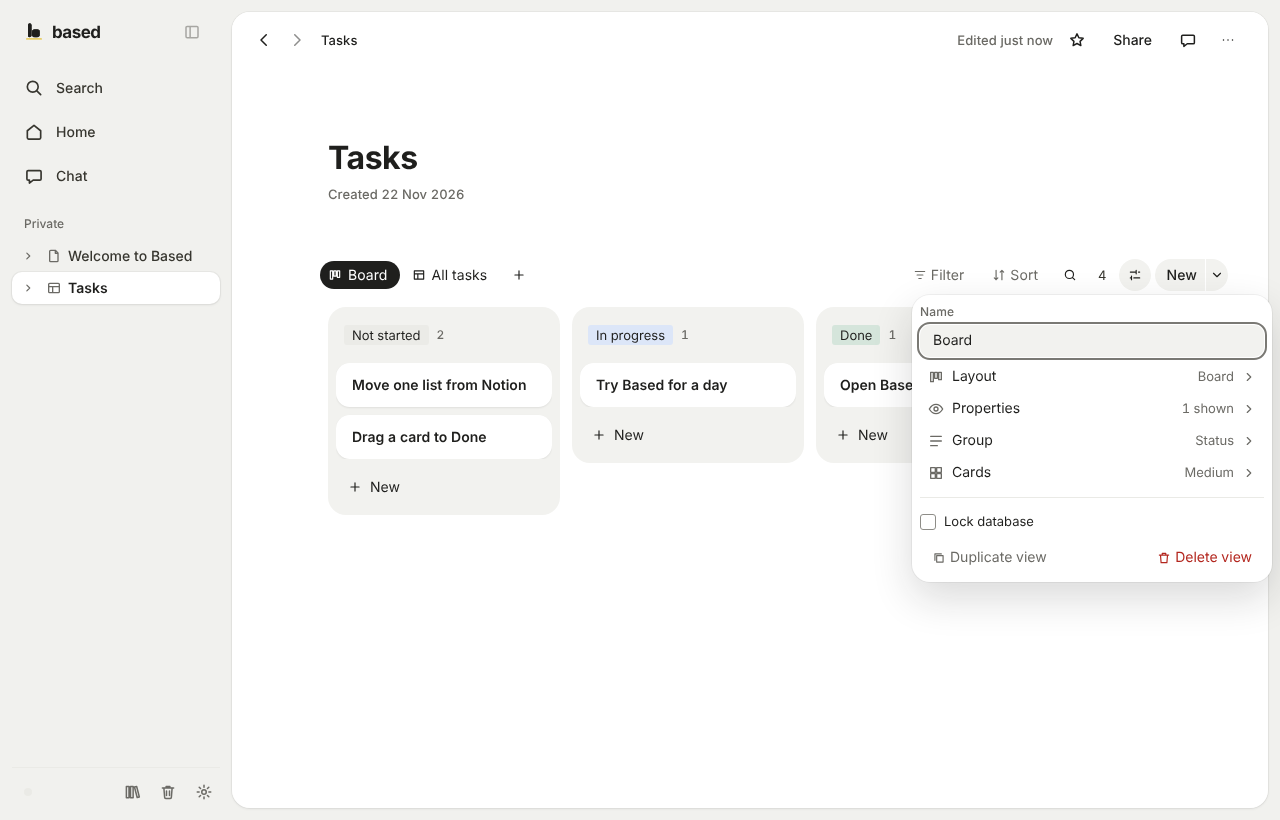 based
Search
Home
Chat
Private
Welcome to Based
Tasks
Tasks
Edited just now
Share
Tasks
Created 22 Nov 2026
Board
All tasks
Filter
Sort
4
New
Not started 2
Move one list from Notion
Drag a card to Done
New
In progress 1
Try Based for a day
New
Done 1
Open Base
New
Name
Board
Layout Board
Properties 1 shown
Group Status
Cards Medium
Lock database
Duplicate view
Delete view